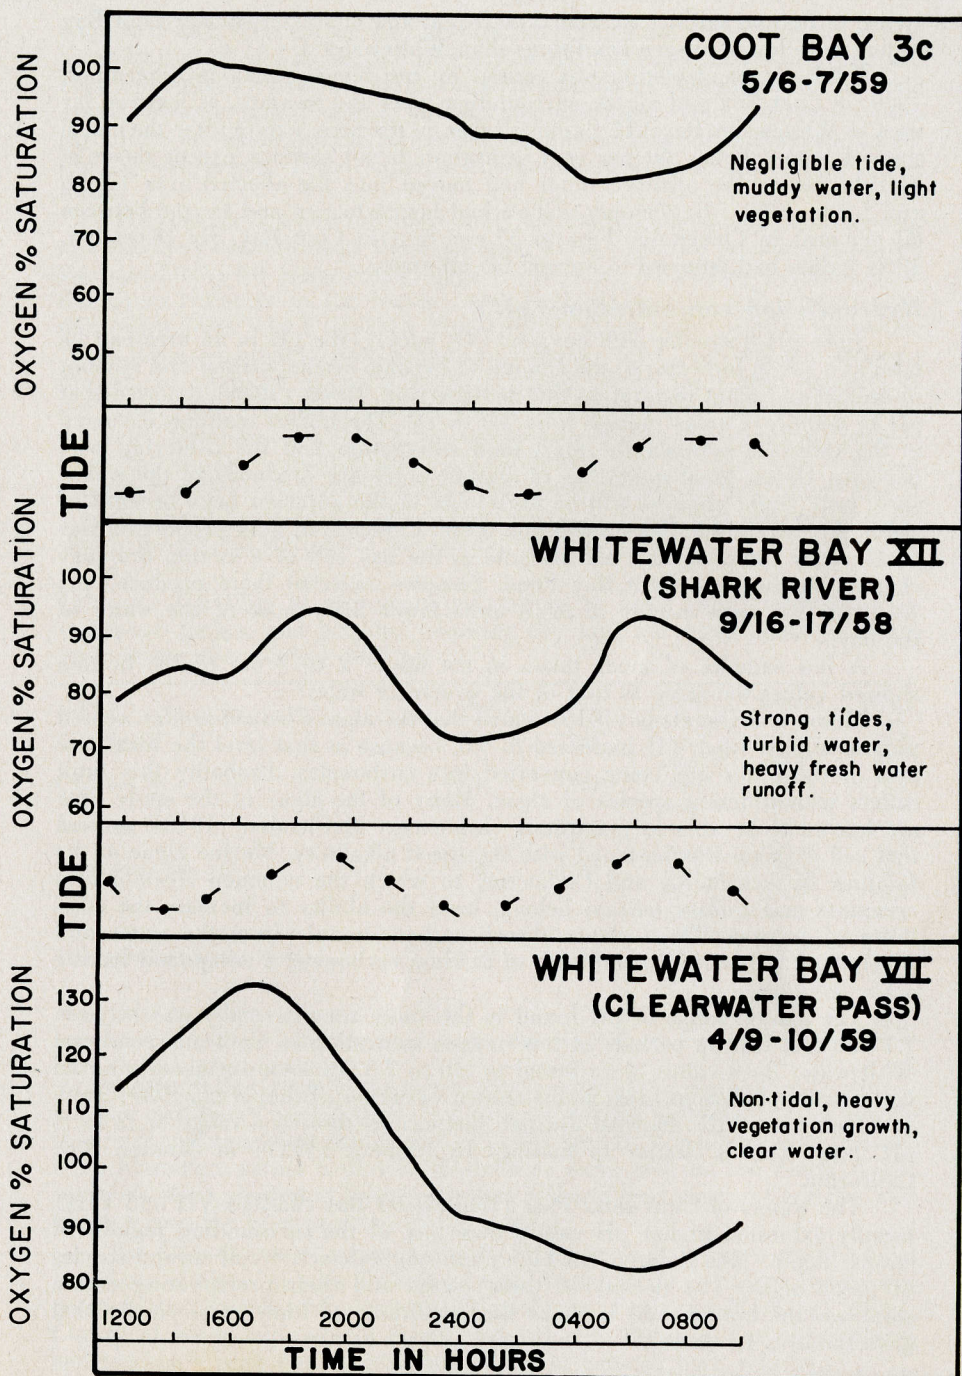 COOT BAY 3c
5/6-7/59
Negligible tide,
muddy water, light
vegetation.
OXYGEN % SATURATION
100
90
80
70
60
50
TIDE
WHITEWATER BAY XII
(SHARK RIVER)
9/16-17/58
Strong tides,
turbid water,
heavy fresh water
runoff.
OXYGEN % SATURATION
100
90
80
70
60
TIDE
WHITEWATER BAY VII
(CLEARWATER PASS)
4/9-10/59
Non-tidal, heavy
vegetation growth,
clear water.
OXYGEN % SATURATION
130
120
110
100
90
80
1200 1600 2000 2400 0400 0800
TIME IN HOURS